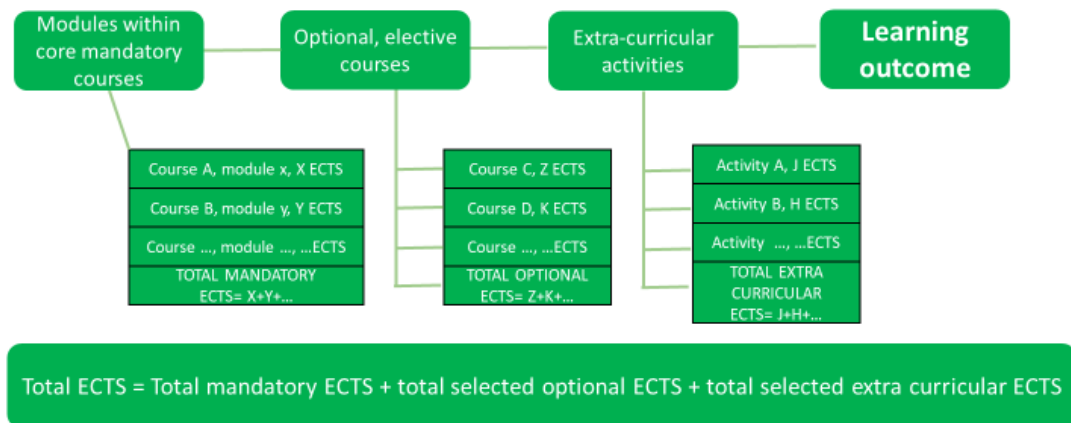 Modules within
core mandatory
courses
Optional, elective
courses
Extra-curricular
activities
Learning
outcome
Course A, module x, X ECTS
Course B, module y, Y ECTS
Course ..., module ..., ...ECTS
TOTAL MANDATORY
ECTS= X+Y+...
Course C, Z ECTS
Course D, K ECTS
Course ..., ...ECTS
TOTAL OPTIONAL
ECTS= Z+K+...
Activity A, J ECTS
Activity B, H ECTS
Activity ..., ...ECTS
TOTAL EXTRA
CURRICULAR
ECTS= J+H+...
Total ECTS = Total mandatory ECTS + total selected optional ECTS + total selected extra curricular ECTS